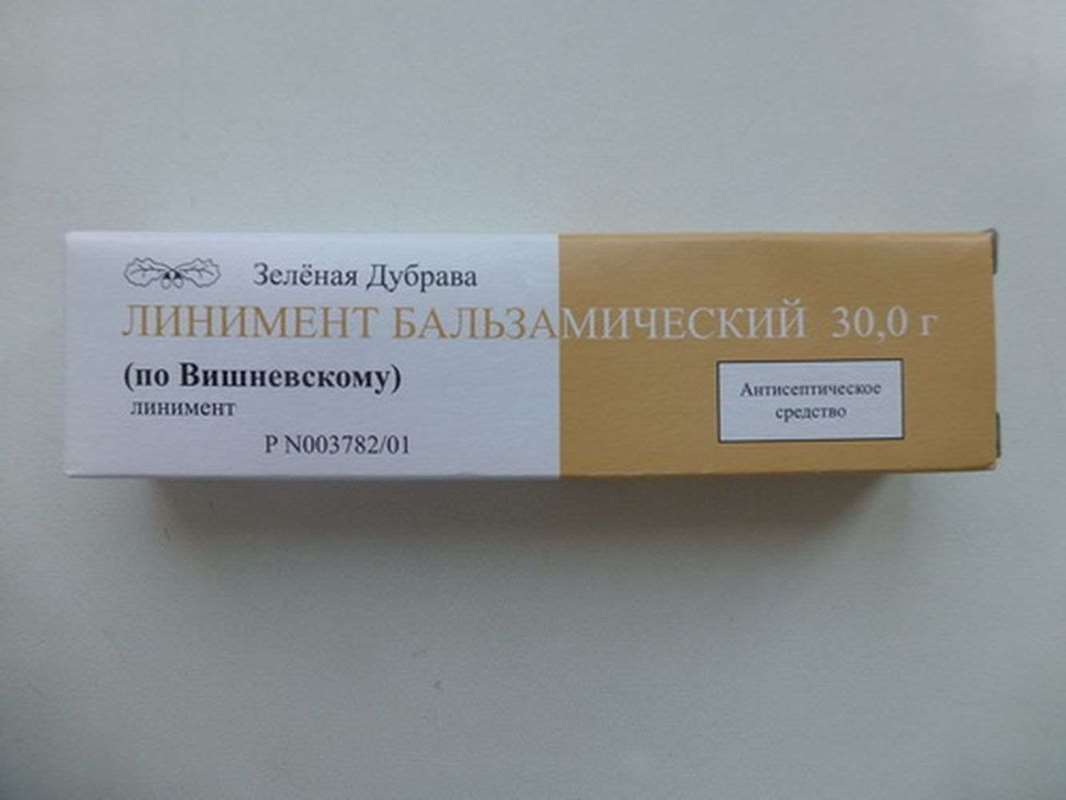 Зелёная Дубрава
ЛИНИМЕНТ БАЛЬЗАМИЧЕСКИЙ 30,0 г
(по Вишневскому)
линимент
Антисептическое
средство
Р N003782/01